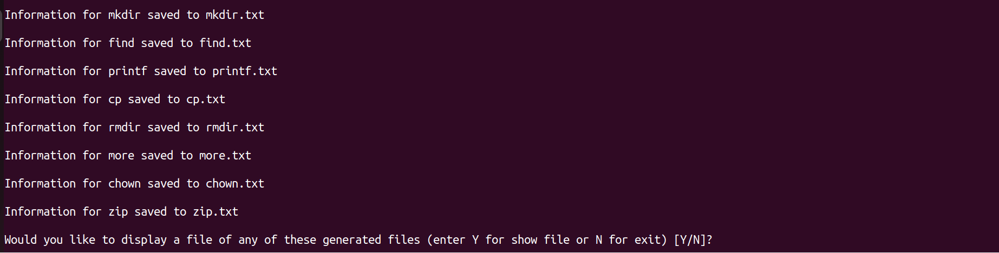 Information for mkdir saved to mkdir.txt
Information for find saved to find.txt
Information for printf saved to printf.txt
Information for cp saved to cp.txt
Information for rmdir saved to rmdir.txt
Information for more saved to more.txt
Information for chown saved to chown.txt
Information for zip saved to zip.txt
Would you like to display a file of any of these generated files (enter Y for show file or N for exit) [Y/N]?